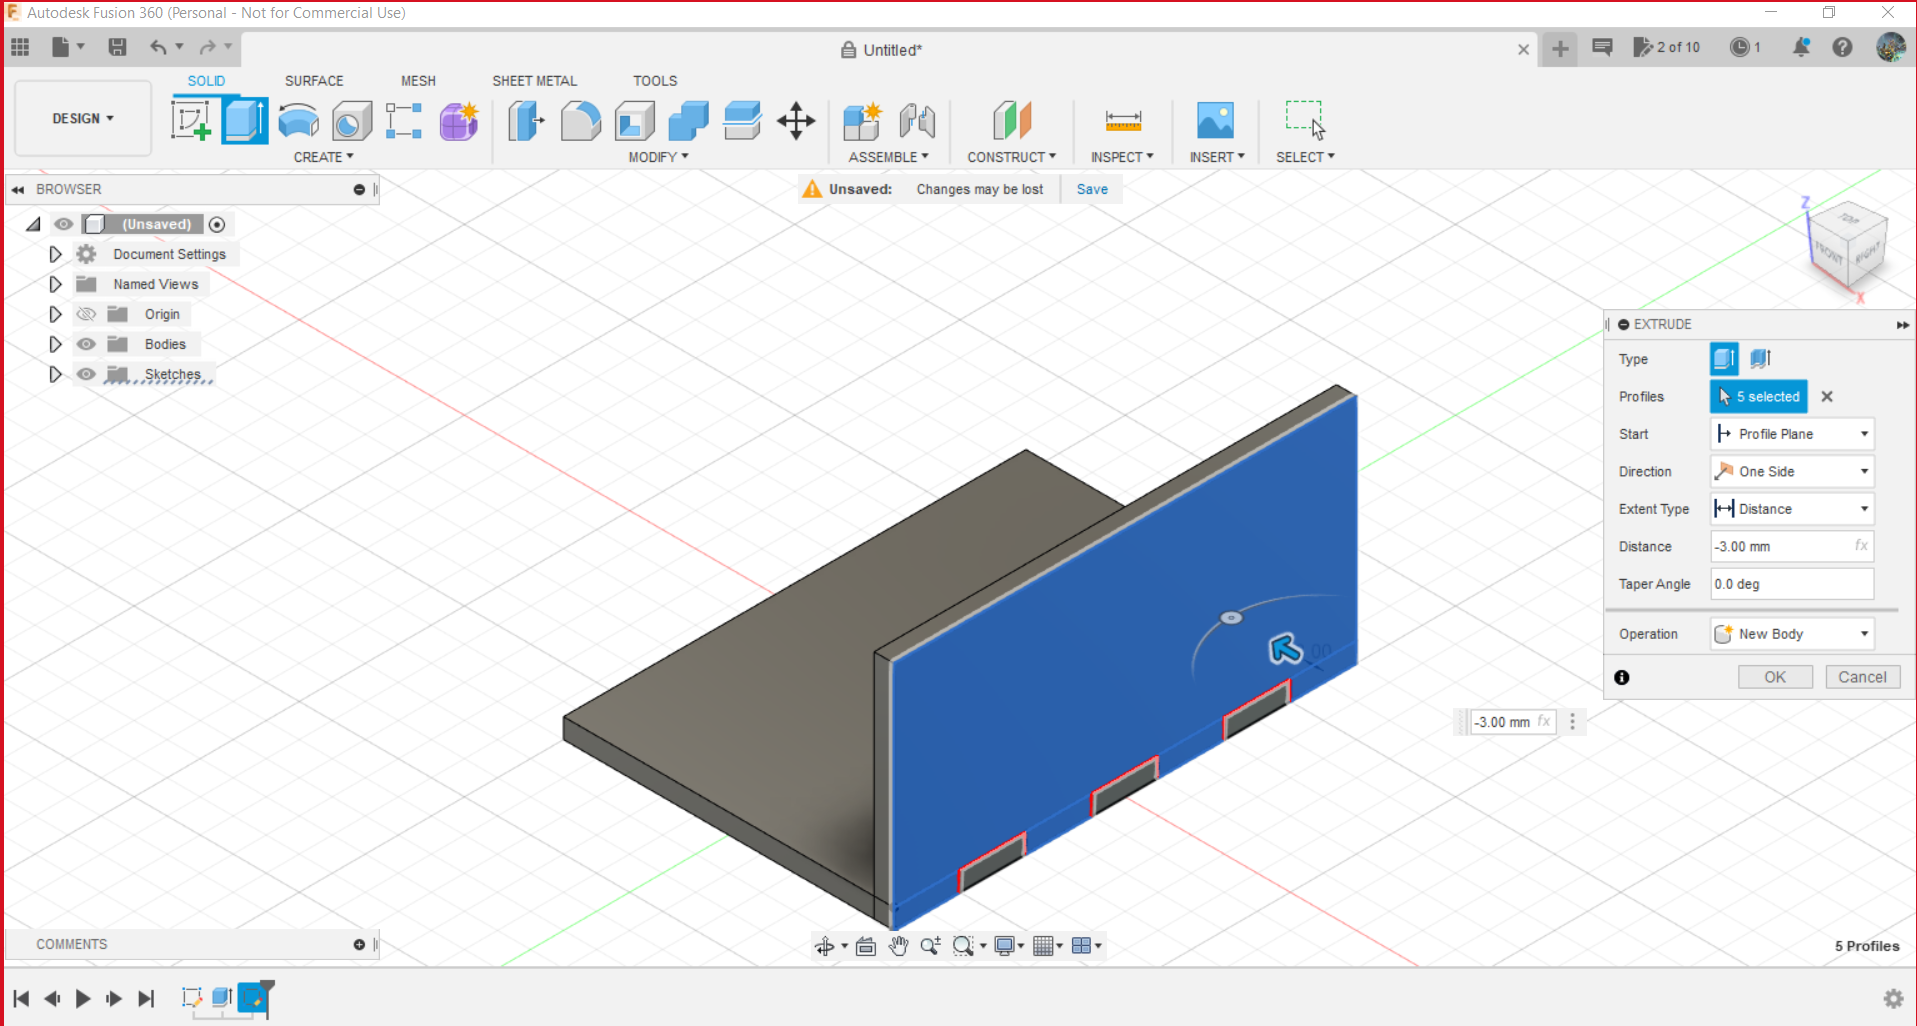 Autodesk Fusion 360 (Personal - Not for Commercial Use)
Untitled*
2 of 10
1
SOLID SURFACE MESH SHEET METAL TOOLS
DESIGN
CREATE MODIFY ASSEMBLE CONSTRUCT INSPECT INSERT SELECT
BROWSER
Unsaved: Changes may be lost Save
(Unsaved)
Document Settings
Named Views
Origin
Bodies
Sketches
Z
TOP
FRONT
RIGHT
X
EXTRUDE
Type
Profiles 5 selected
Start Profile Plane
Direction One Side
Extent Type Distance
Distance -3.00 mm fx
Taper Angle 0.0 deg
Operation New Body
OK Cancel
-3.00 mm fx
COMMENTS
5 Profiles